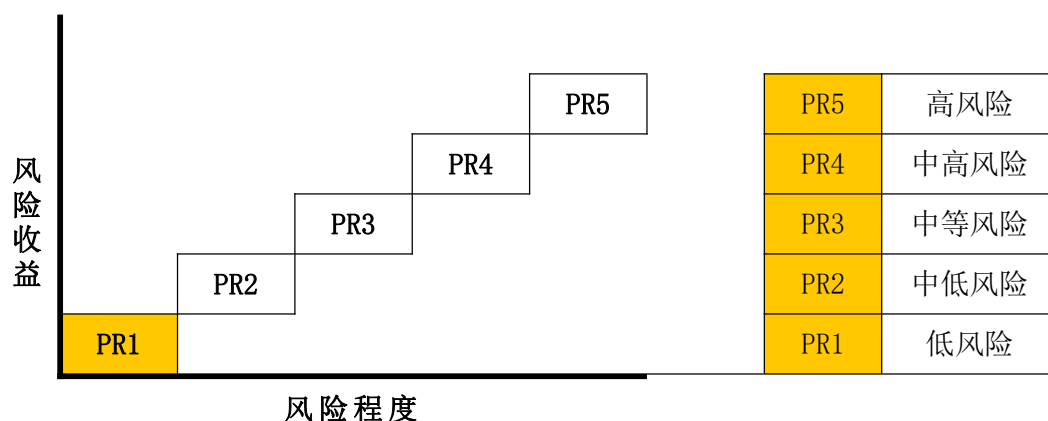 风险收益
PR5
PR4
PR3
PR2
PR1
风险程度
PR5 高风险
PR4 中高风险
PR3 中等风险
PR2 中低风险
PR1 低风险